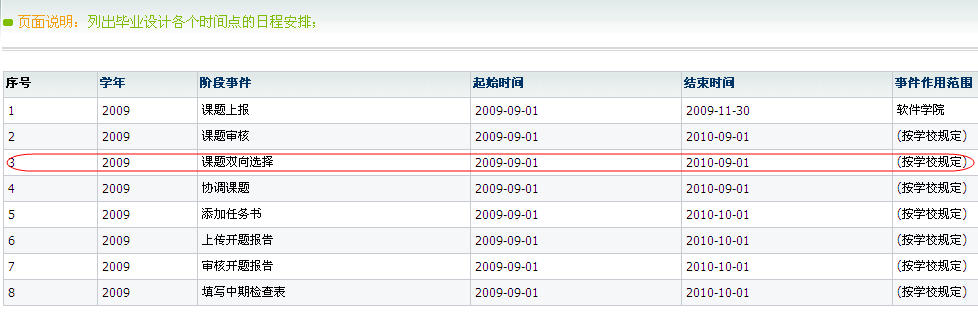 页面说明：列出毕业设计各个时间点的日程安排；
序号 学年 阶段事件 起始时间 结束时间 事件作用范围
1 2009 课题上报 2009-09-01 2009-11-30 软件学院
2 2009 课题审核 2009-09-01 2010-09-01 (按学校规定)
3 2009 课题双向选择 2009-09-01 2010-09-01 (按学校规定)
4 2009 协调课题 2009-09-01 2010-09-01 (按学校规定)
5 2009 添加任务书 2009-09-01 2010-10-01 (按学校规定)
6 2009 上传开题报告 2009-09-01 2010-10-01 (按学校规定)
7 2009 审核开题报告 2009-09-01 2010-10-01 (按学校规定)
8 2009 填写中期检查表 2009-09-01 2010-10-01 (按学校规定)